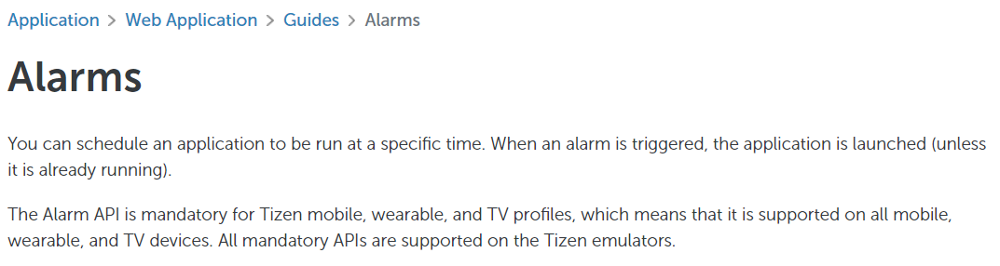 Application > Web Application > Guides > Alarms
Alarms
You can schedule an application to be run at a specific time. When an alarm is triggered, the application is launched (unless
it is already running).
The Alarm API is mandatory for Tizen mobile, wearable, and TV profiles, which means that it is supported on all mobile,
wearable, and TV devices. All mandatory APIs are supported on the Tizen emulators.